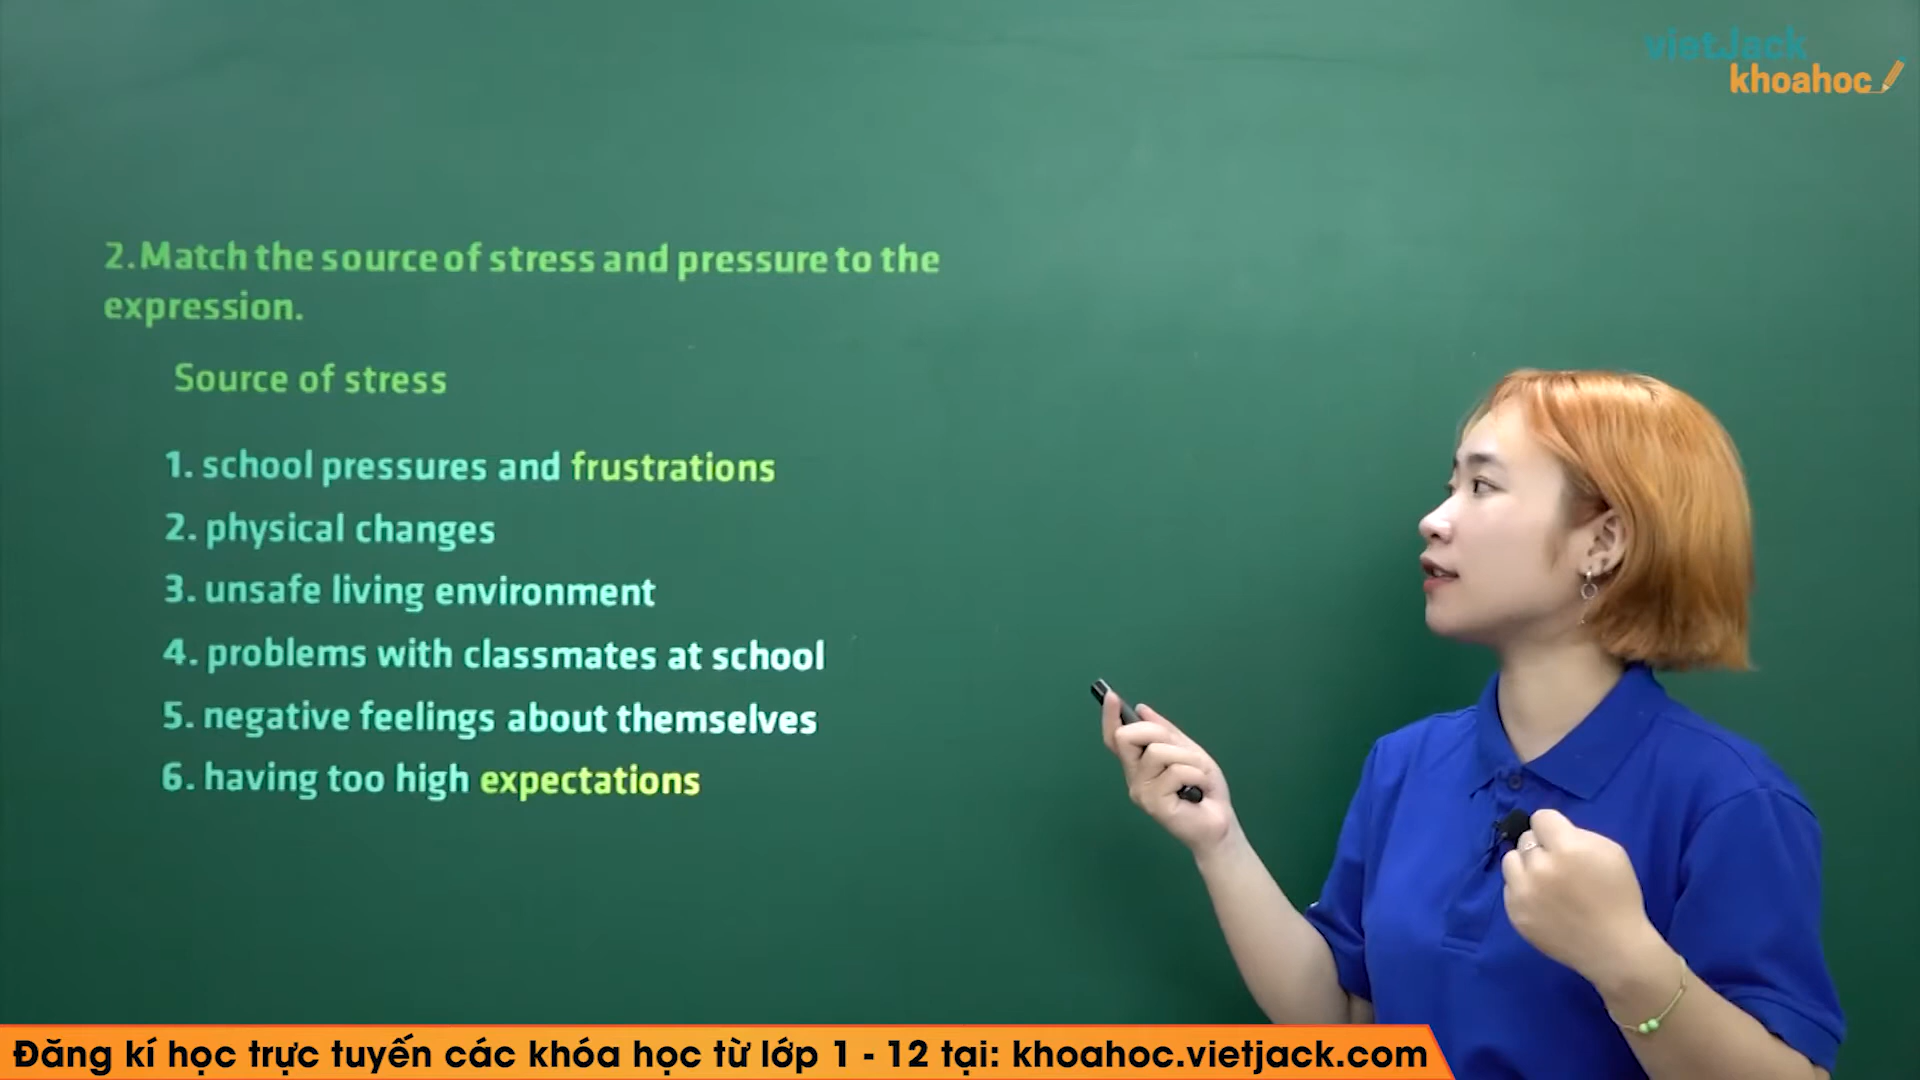 vietJack
khoahoc
2.Match the source of stress and pressure to the
expression.
Source of stress
1. school pressures and frustrations
2. physical changes
3. unsafe living environment
4. problems with classmates at school
5. negative feelings about themselves
6. having too high expectations
Đăng kí học trực tuyến các khóa học từ lớp 1 - 12 tại: khoahoc.vietjack.com